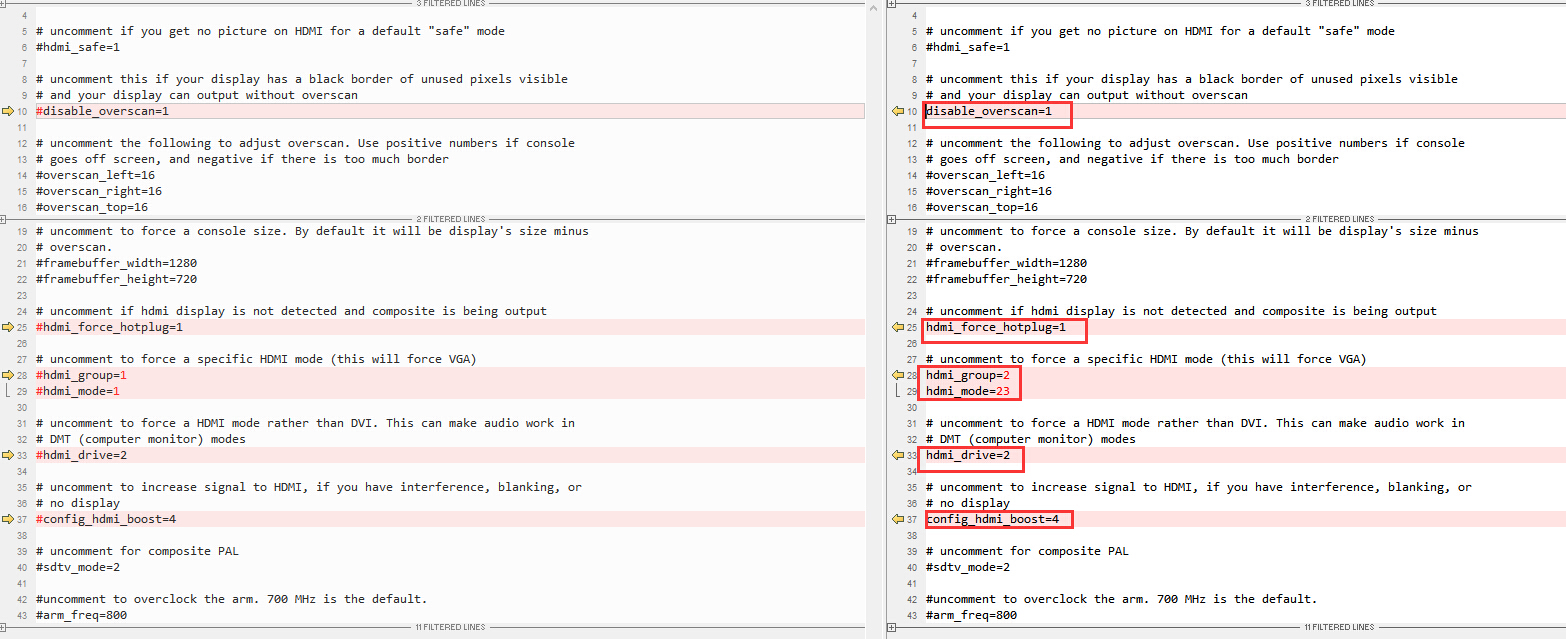 3 FILTERED LINES
4
5 # uncomment if you get no picture on HDMI for a default "safe" mode
6 #hdmi_safe=1
7
8 # uncomment this if your display has a black border of unused pixels visible
9 # and your display can output without overscan
10 #disable_overscan=1
11
12 # uncomment the following to adjust overscan. Use positive numbers if console
13 # goes off screen, and negative if there is too much border
14 #overscan_left=16
15 #overscan_right=16
16 #overscan_top=16
2 FILTERED LINES
19 # uncomment to force a console size. By default it will be display's size minus
20 # overscan.
21 #framebuffer_width=1280
22 #framebuffer_height=720
23
24 # uncomment if hdmi display is not detected and composite is being output
25 #hdmi_force_hotplug=1
26
27 # uncomment to force a specific HDMI mode (this will force VGA)
28 #hdmi_group=1
29 #hdmi_mode=1
30
31 # uncomment to force a HDMI mode rather than DVI. This can make audio work in
32 # DMT (computer monitor) modes
33 #hdmi_drive=2
34
35 # uncomment to increase signal to HDMI, if you have interference, blanking, or
36 # no display
37 #config_hdmi_boost=4
38
39 # uncomment for composite PAL
40 #sdtv_mode=2
41
42 #uncomment to overclock the arm. 700 MHz is the default.
43 #arm_freq=800
11 FILTERED LINES
3 FILTERED LINES
4
5 # uncomment if you get no picture on HDMI for a default "safe" mode
6 #hdmi_safe=1
7
8 # uncomment this if your display has a black border of unused pixels visible
9 # and your display can output without overscan
10 disable_overscan=1
11
12 # uncomment the following to adjust overscan. Use positive numbers if console
13 # goes off screen, and negative if there is too much border
14 #overscan_left=16
15 #overscan_right=16
16 #overscan_top=16
2 FILTERED LINES
19 # uncomment to force a console size. By default it will be display's size minus
20 # overscan.
21 #framebuffer_width=1280
22 #framebuffer_height=720
23
24 # uncomment if hdmi display is not detected and composite is being output
25 hdmi_force_hotplug=1
26
27 # uncomment to force a specific HDMI mode (this will force VGA)
28 hdmi_group=2
29 hdmi_mode=23
30
31 # uncomment to force a HDMI mode rather than DVI. This can make audio work in
32 # DMT (computer monitor) modes
33 hdmi_drive=2
34
35 # uncomment to increase signal to HDMI, if you have interference, blanking, or
36 # no display
37 config_hdmi_boost=4
38
39 # uncomment for composite PAL
40 #sdtv_mode=2
41
42 #uncomment to overclock the arm. 700 MHz is the default.
43 #arm_freq=800
11 FILTERED LINES